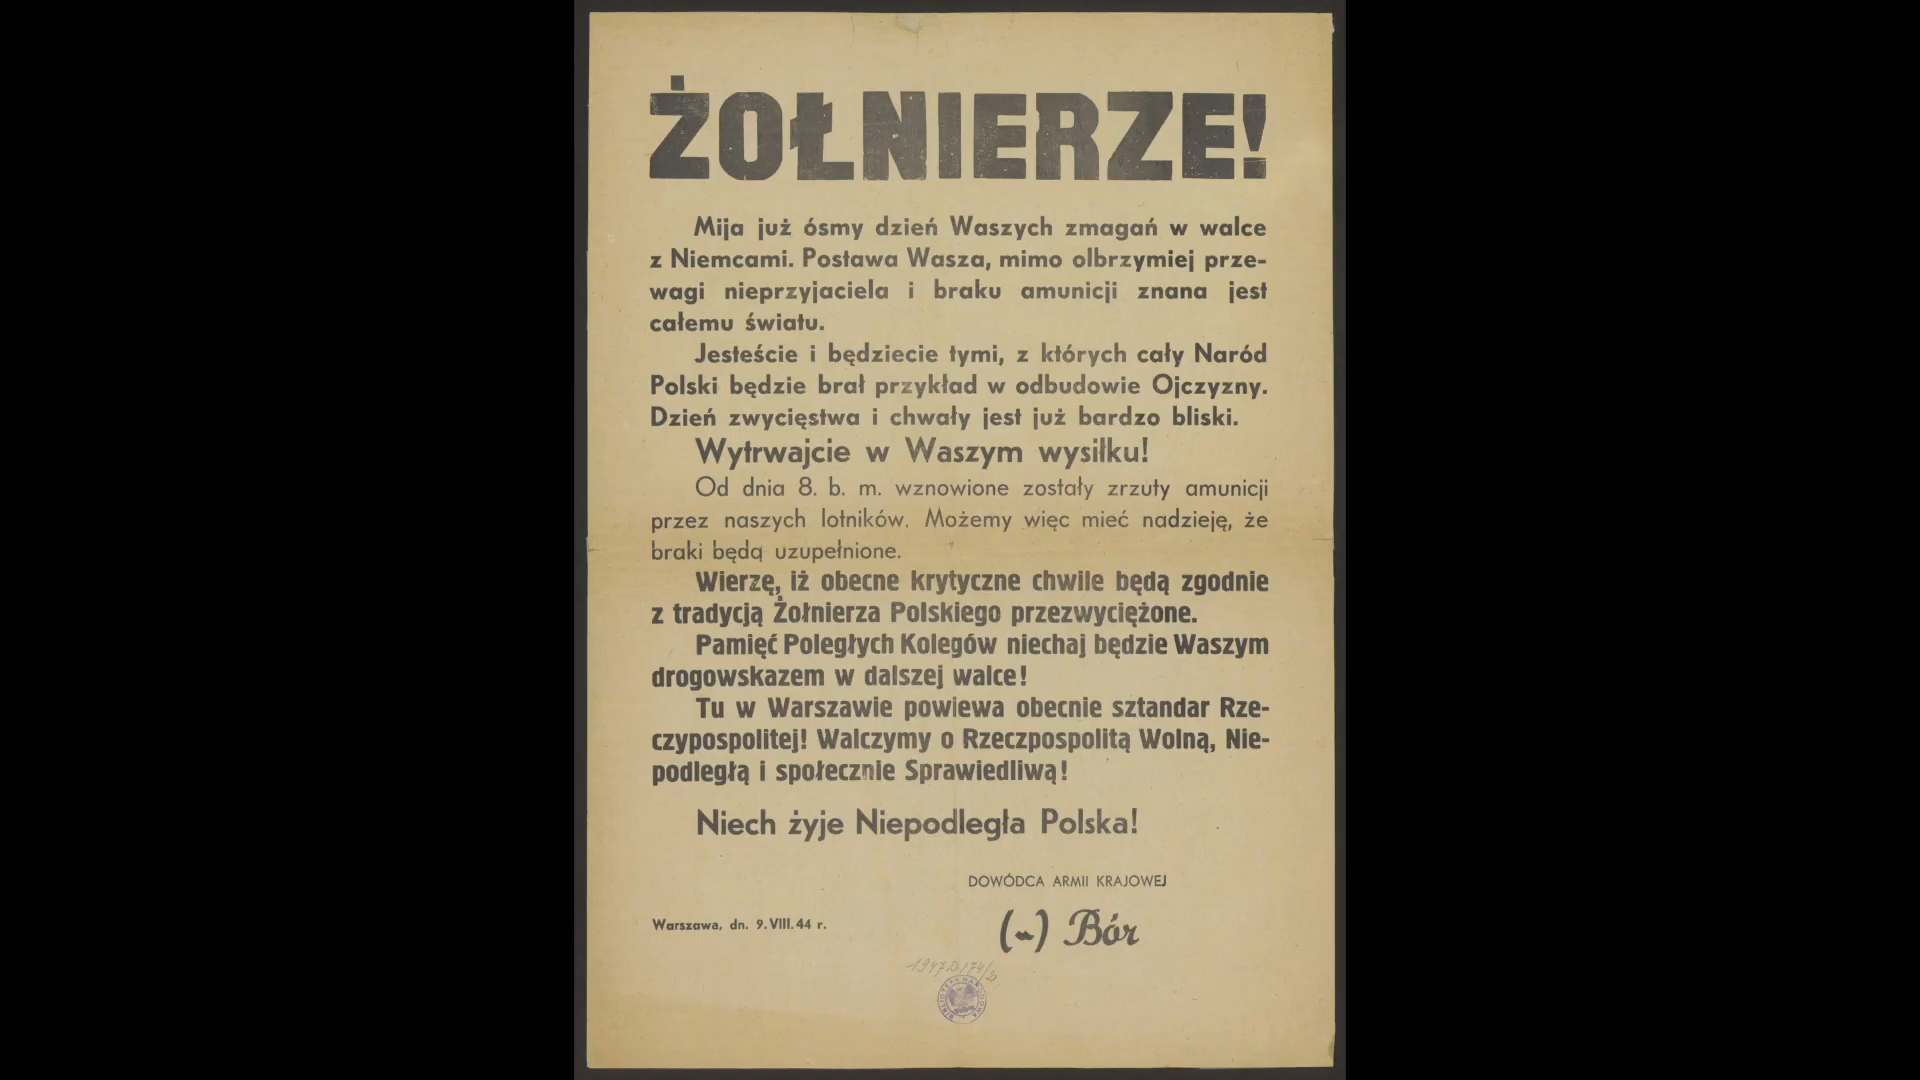 ŻOŁNIERZE!
Mija już ósmy dzień Waszych zmagań w walce
z Niemcami. Postawa Wasza, mimo olbrzymiej prze-
wagi nieprzyjaciela i braku amunicji znana jest
całemu światu.
Jesteście i będziecie tymi, z których cały Naród
Polski będzie brał przykład w odbudowie Ojczyzny.
Dzień zwycięstwa i chwały jest już bardzo bliski.
Wytrwajcie w Waszym wysiłku!
Od dnia 8. b. m. wznowione zostały zrzuty amunicji
przez naszych lotników. Możemy więc mieć nadzieję, że
braki będą uzupełnione.
Wierzę, iż obecne krytyczne chwile będą zgodnie
z tradycją Żołnierza Polskiego przezwyciężone.
Pamięć Poległych Kolegów niechaj będzie Waszym
drogowskazem w dalszej walce!
Tu w Warszawie powiewa obecnie sztandar Rze-
czypospolitej! Walczymy o Rzeczpospolitą Wolną, Nie-
podległą i społecznie Sprawiedliwą!
Niech żyje Niepodległa Polska!
DOWÓDCA ARMII KRAJOWEJ
Warszawa, dn. 9. VIII. 44 r.
(-) Bór
BIBLIOTEKA NARODOWA